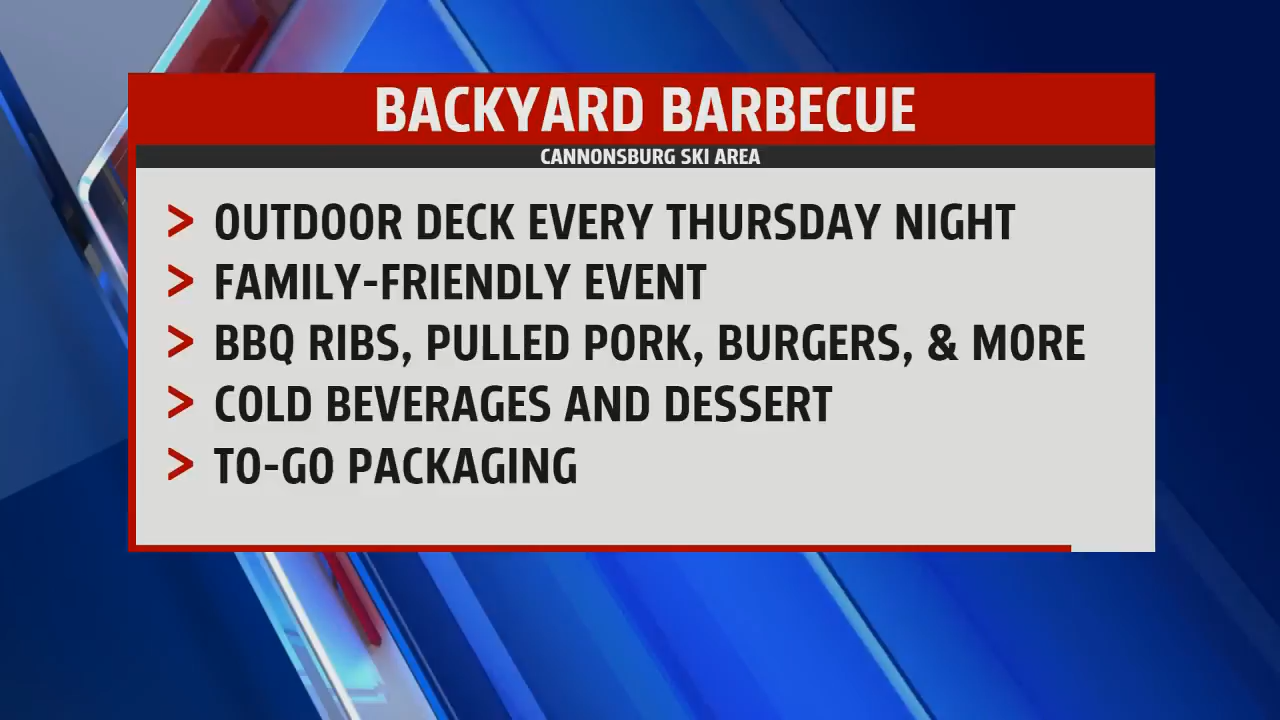 BACKYARD BARBECUE
CANNONSBURG SKI AREA
> OUTDOOR DECK EVERY THURSDAY NIGHT
> FAMILY-FRIENDLY EVENT
> BBQ RIBS, PULLED PORK, BURGERS, & MORE
> COLD BEVERAGES AND DESSERT
> TO-GO PACKAGING